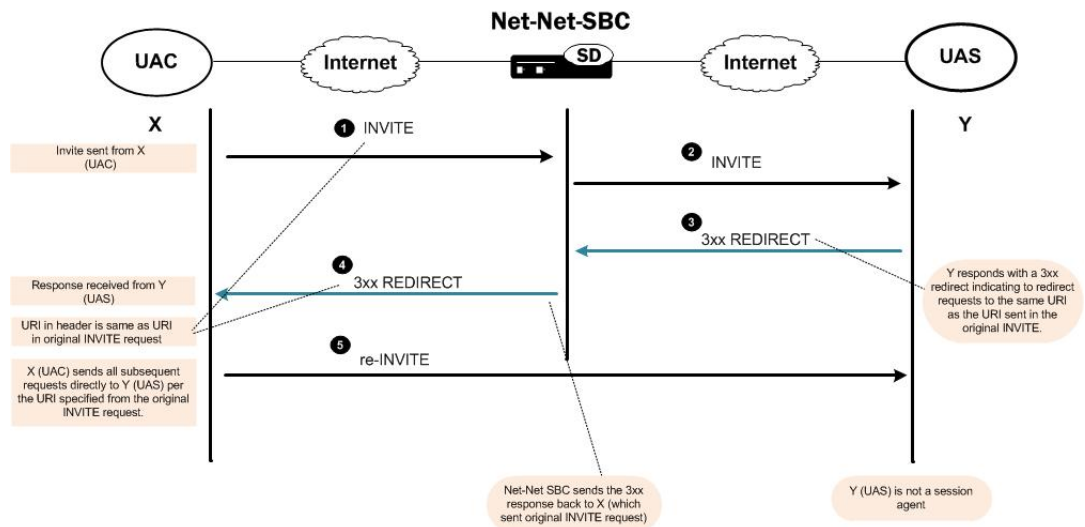 Net-Net-SBC
UAC
Internet
SD
Internet
UAS
X
Y
1 INVITE
Invite sent from X
(UAC)
2
INVITE
3
3xx REDIRECT
4
3xx REDIRECT
Response received from Y
(UAS)
Y responds with a 3xx
redirect indicating to redirect
requests to the same URI
as the URI sent in the
original INVITE.
URI in header is same as URI
in original INVITE request
5
re-INVITE
X (UAC) sends all subsequent
requests directly to Y (UAS) per
the URI specified from the original
INVITE request.
Net-Net SBC sends the 3xx
response back to X (which
sent original INVITE request)
Y (UAS) is not a session
agent